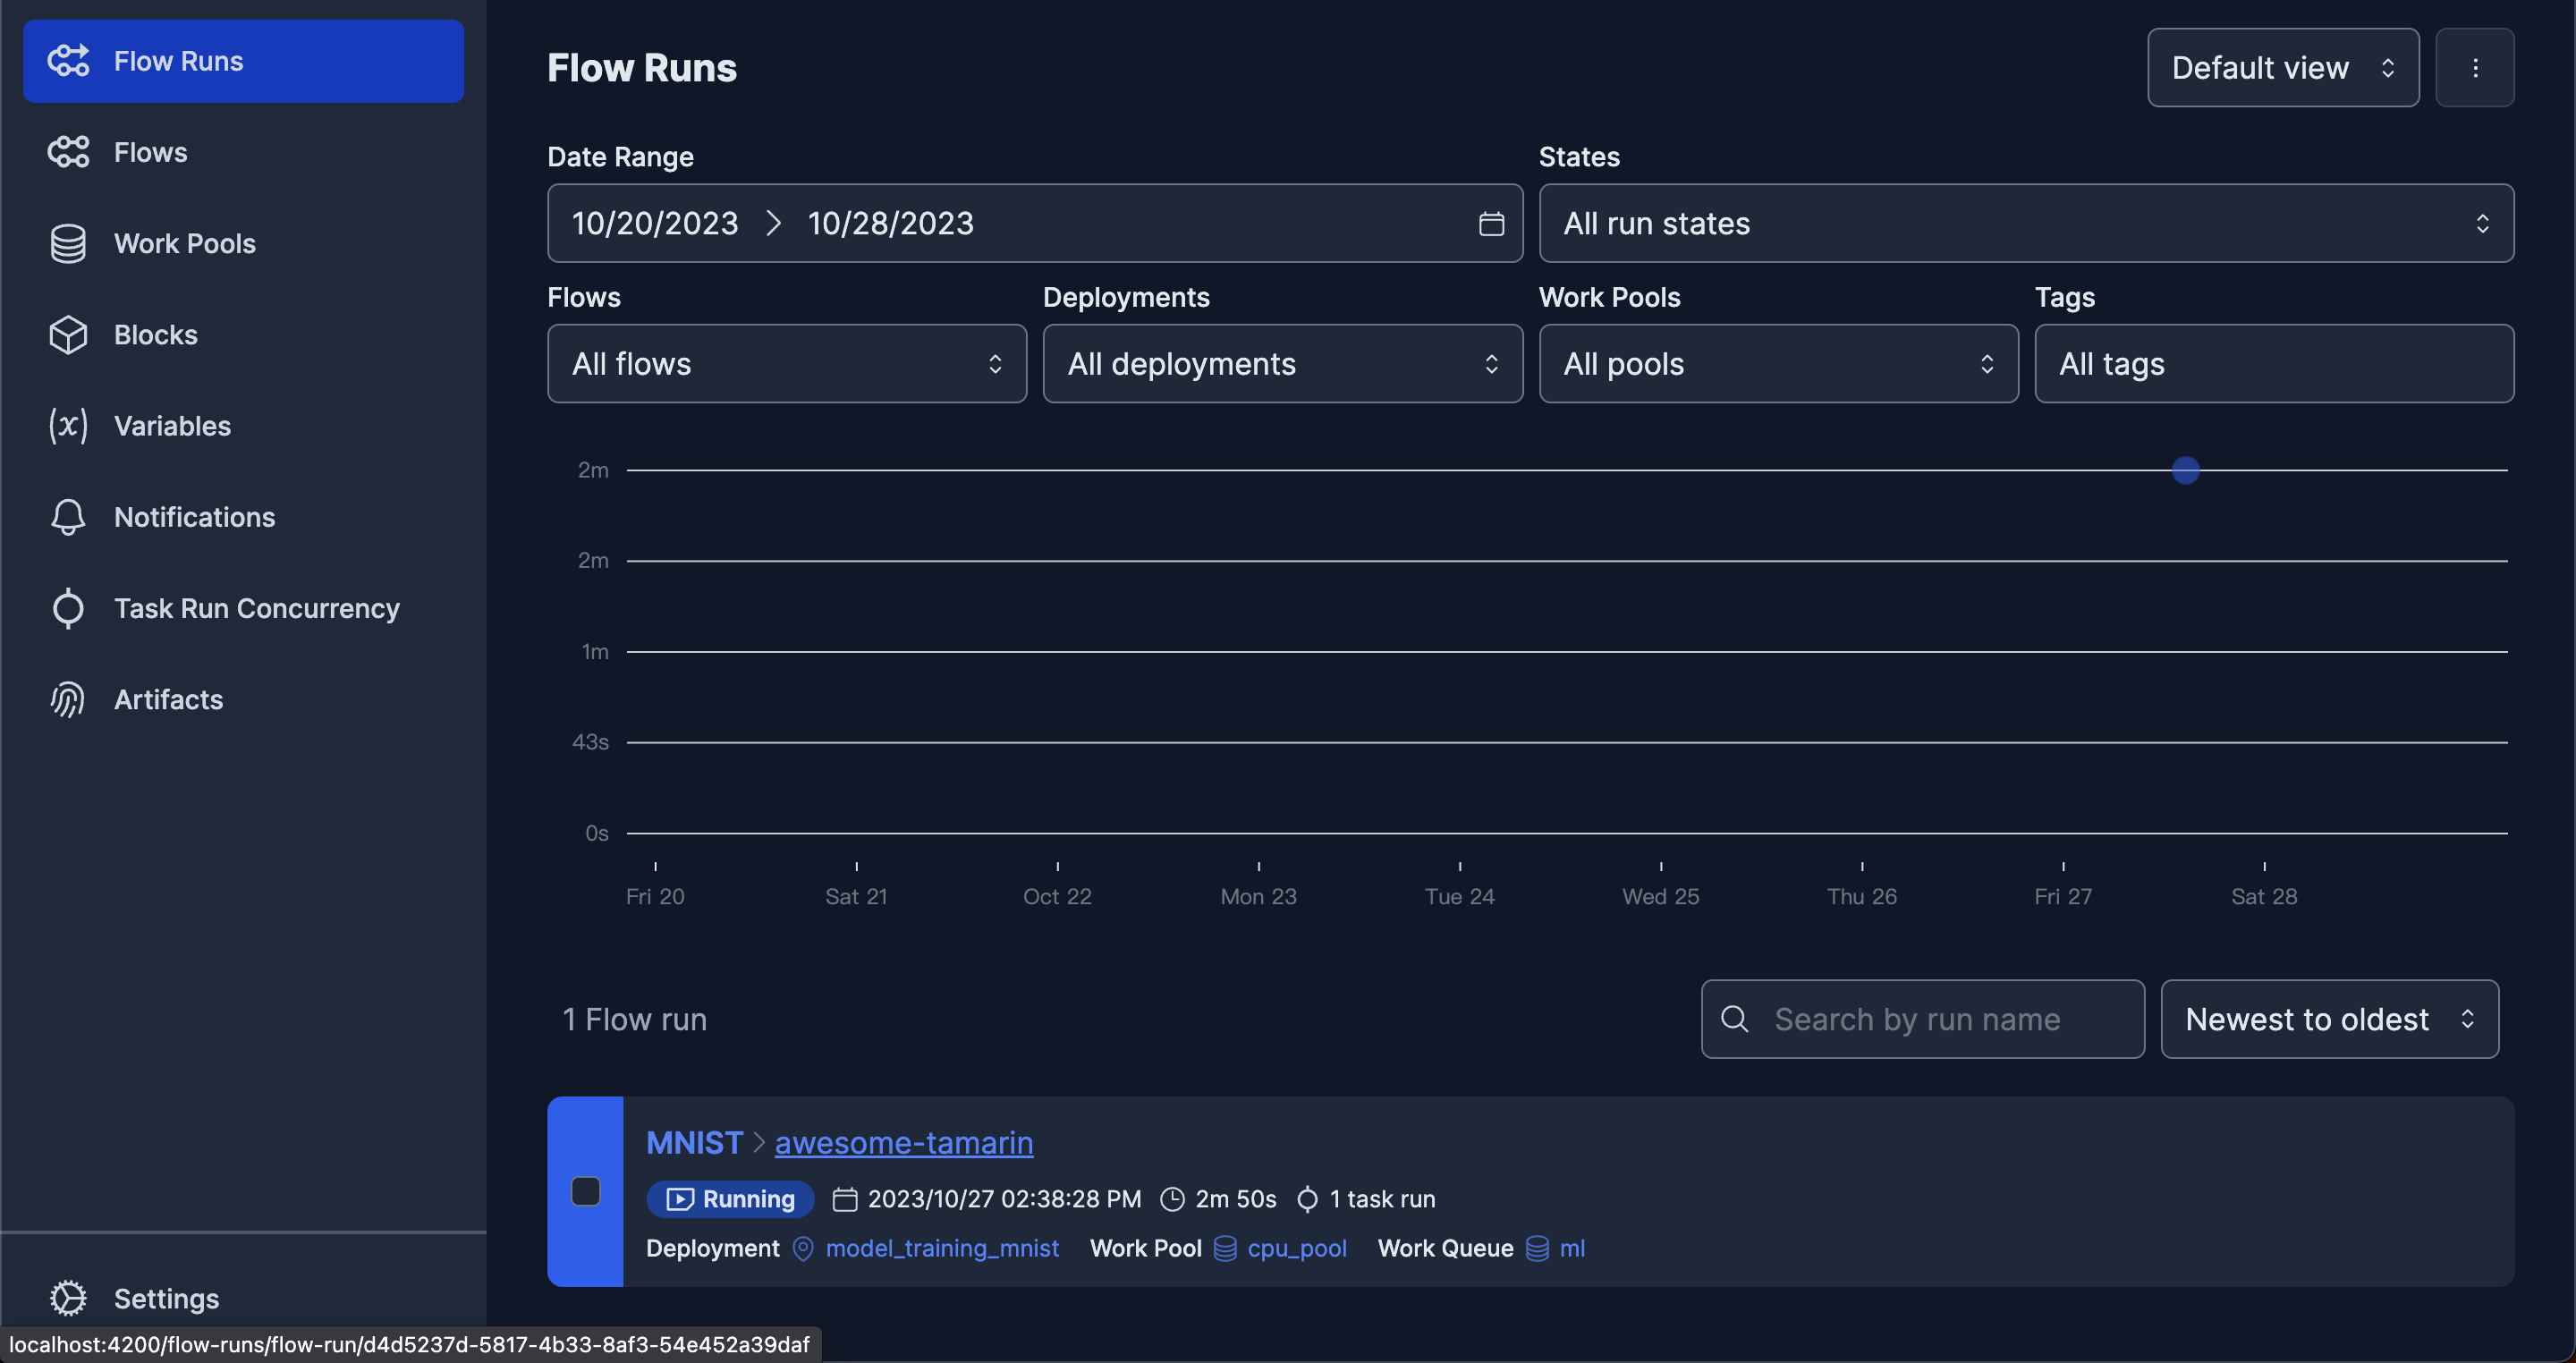 Flow Runs
Flows
Work Pools
Blocks
(x) Variables
Notifications
Task Run Concurrency
Artifacts
Settings
localhost:4200/flow-runs/flow-run/d4d5237d-5817-4b33-8af3-54e452a39daf
Flow Runs
Default view
Date Range
States
10/20/2023 > 10/28/2023
All run states
Flows
Deployments
Work Pools
Tags
All flows
All deployments
All pools
All tags
2m
2m
1m
43s
0s
Fri 20 Sat 21 Oct 22 Mon 23 Tue 24 Wed 25 Thu 26 Fri 27 Sat 28
1 Flow run
Search by run name
Newest to oldest
MNIST > awesome-tamarin
Running 2023/10/27 02:38:28 PM 2m 50s 1 task run
Deployment model_training_mnist Work Pool cpu_pool Work Queue ml